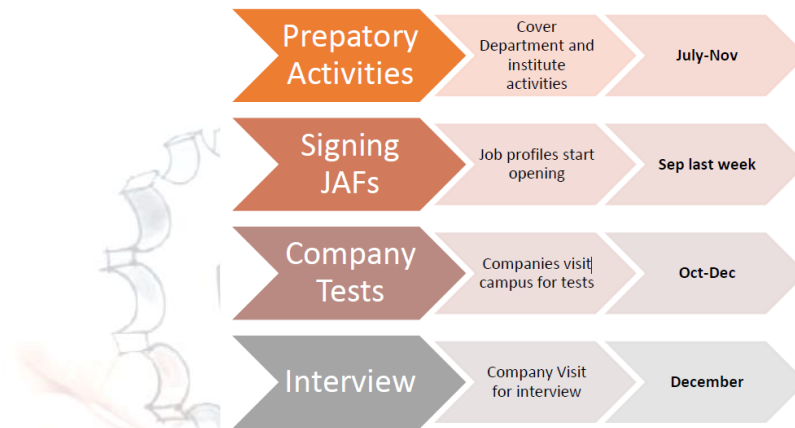 Prepatory
Activities
Cover
Department and
institute
activities
July-Nov
Signing
JAFs
Job profiles start
opening
Sep last week
Company
Tests
Companies visit
campus for tests
Oct-Dec
Interview
Company Visit
for interview
December